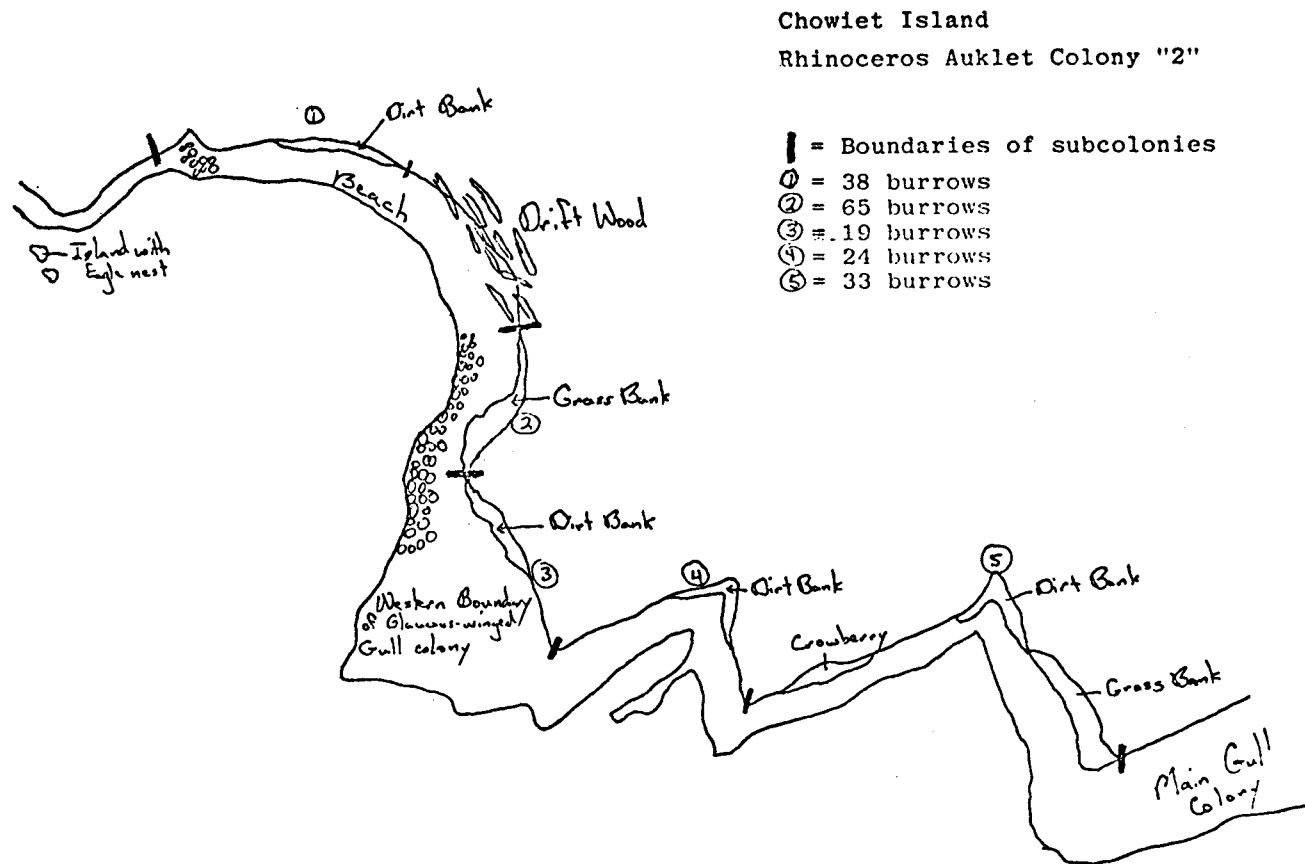 Chowiet Island
Rhinoceros Auklet Colony "2"
= Boundaries of subcolonies
① = 38 burrows
② = 65 burrows
③ = 19 burrows
④ = 24 burrows
⑤ = 33 burrows
①
Dirt Bank
Beach
Drift Wood
Island with
Eagle nest
Grass Bank
②
Dirt Bank
③
Western Boundary
Glaucous-winged
Gull colony
④
Dirt Bank
Crowberry
⑤
Dirt Bank
Grass Bank
Main Gull
Colony